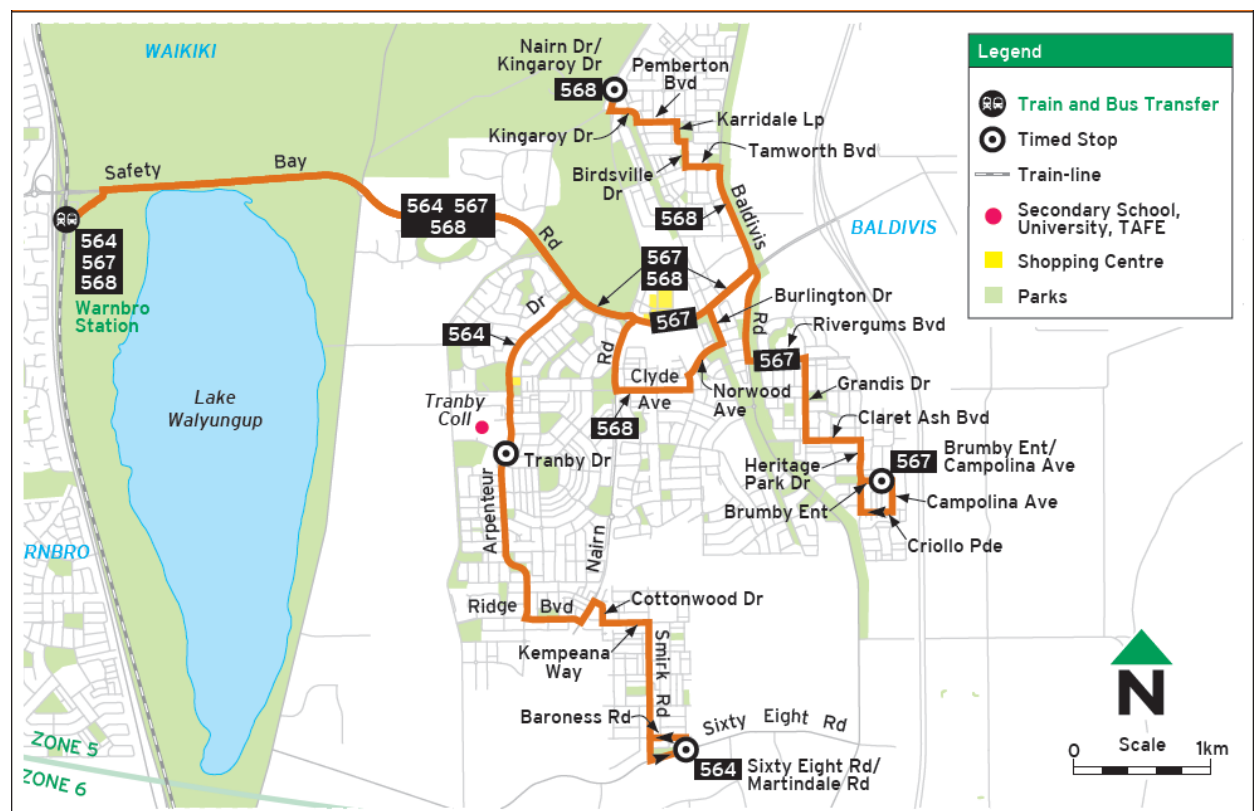 WAIKIKI
Nairn Dr/
Kingaroy Dr
568
Pemberton
Bvd
Kingaroy Dr
Karridale Lp
Birdsville
Dr
Tamworth Bvd
568
Baldivis
Rd
BALDIVIS
Safety
Bay
Rd
564 567
568
564
567
568
Warnbro
Station
567
568
567
Burlington Dr
Rivergums Bvd
567
Dr
564
Rd
Clyde
Ave
568
Norwood
Ave
Grandis Dr
Claret Ash Bvd
Lake
Walyungup
Tranby
Coll
Tranby Dr
Heritage
Park Dr
567
Brumby Ent/
Campolina Ave
Brumby Ent
Campolina Ave
Criollo Pde
Arpenteur
Nairn
RNBRO
Ridge
Bvd
Cottonwood Dr
Kempeana
Way
Smirk Rd
Baroness Rd
Sixty Eight Rd
564
Sixty Eight Rd/
Martindale Rd
ZONE 5
ZONE 6
Legend
Train and Bus Transfer
Timed Stop
Train-line
Secondary School,
University, TAFE
Shopping Centre
Parks
N
0 Scale 1km